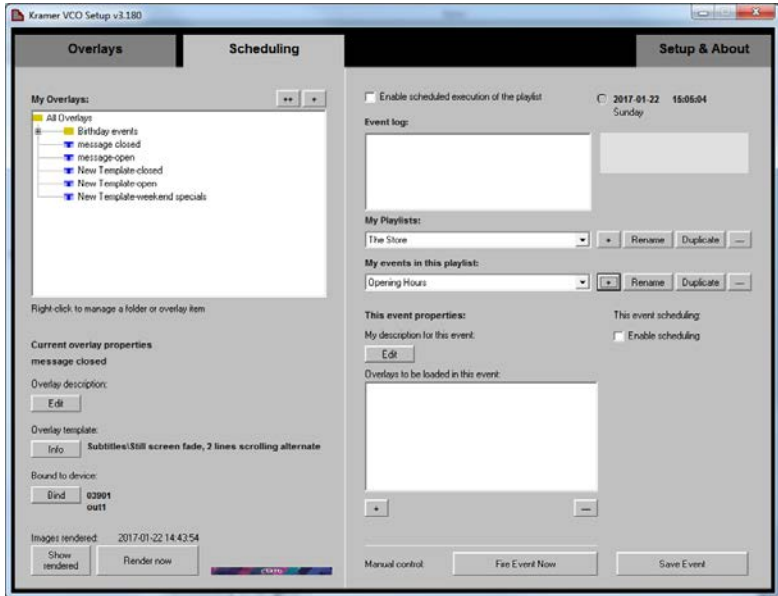 Kramer VCO Setup v3.180
Overlays
Scheduling
Setup & About
My Overlays:
++
+
All Overlays
Birthday events
message closed
message-open
New Template-closed
New Template-open
New Template-weekend specials
Right-click to manage a folder or overlay item
Current overlay properties
message closed
Overlay description:
Edit
Overlay template:
Info
Subtitles\Still screen fade, 2 lines scrolling alternate
Bound to device:
Bind
03901
out1
Images rendered:
2017-01-22 14:43:54
Show rendered
Render now
Enable scheduled execution of the playlist
2017-01-22 15:05:04
Sunday
Event log:
My Playlists:
The Store
+
Rename
Duplicate
—
My events in this playlist:
Opening Hours
+
Rename
Duplicate
—
This event properties:
This event scheduling:
My description for this event:
Enable scheduling
Edit
Overlays to be loaded in this event:
+
—
Manual control:
Fire Event Now
Save Event